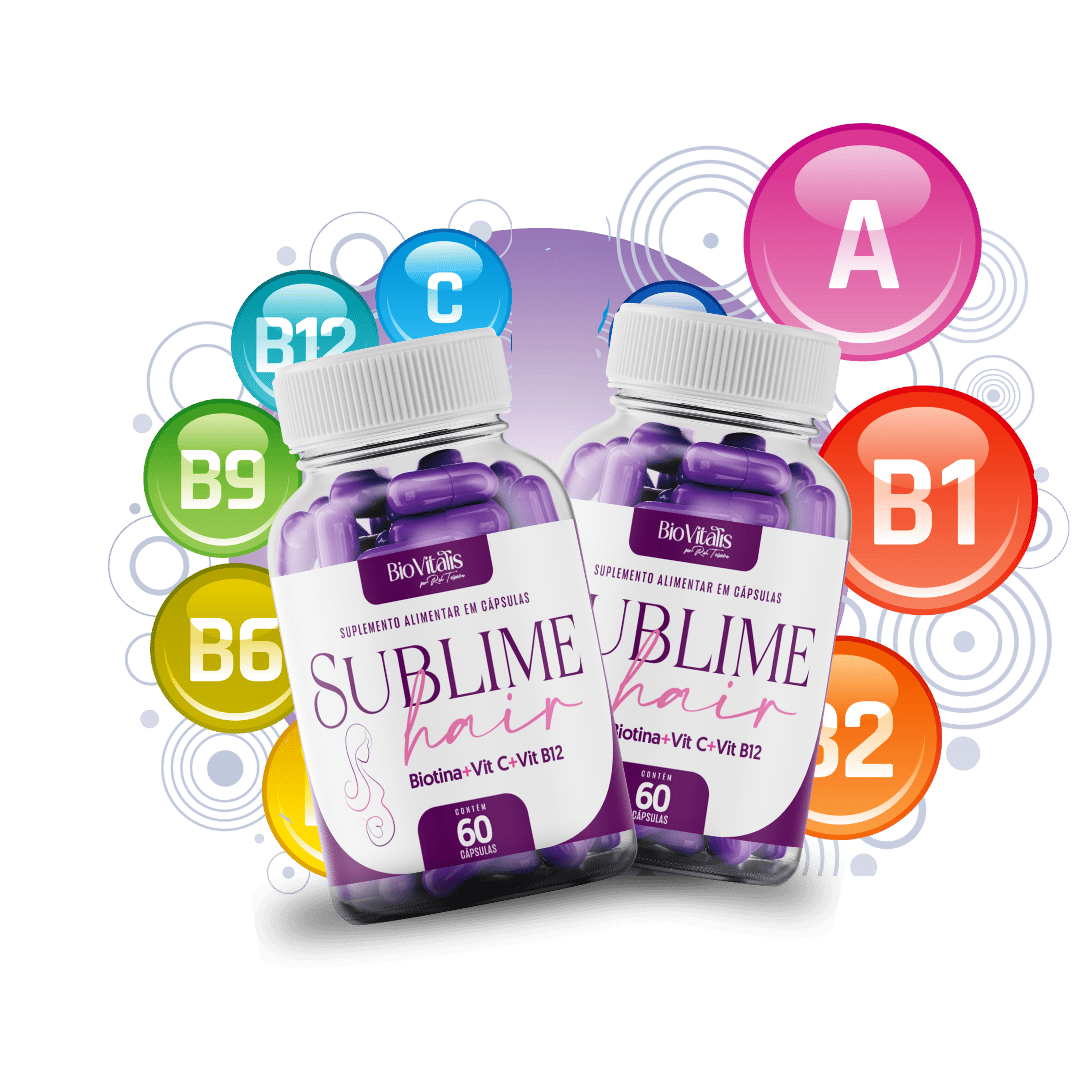 A
C
B12
B9
B1
B6
B2
BioVitalis
SUPLEMENTO ALIMENTAR EM CÁPSULAS
SUBLIME
hair
Biotina+Vit C+Vit B12
CONTÉM
60
CÁPSULAS
BioVitalis
SUPLEMENTO ALIMENTAR EM CÁPSULAS
SUBLIME
hair
Biotina+Vit C+Vit B12
CONTÉM
60
CÁPSULAS